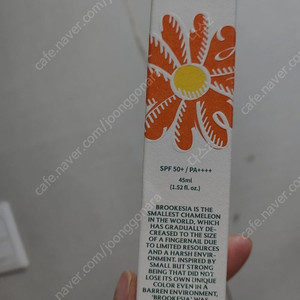 SPF 50+ / PA++++
45ml
(1.52 fl.oz.)
BROOKESIA IS THE
SMALLEST CHAMELEON
IN THE WORLD, WHICH
HAS GRADUALLY DE-
CREASED TO THE SIZE
OF A FINGERNAIL DUE
TO LIMITED RESOURCES
AND A HARSH ENVIR-
ONMENT. INSPIRED BY
SMALL BUT STRONG
BEING THAT DID NOT
LOSE ITS OWN UNIQUE
COLOR EVEN IN A
BARREN ENVIRONMENT,
'BROOKESIA' WAS